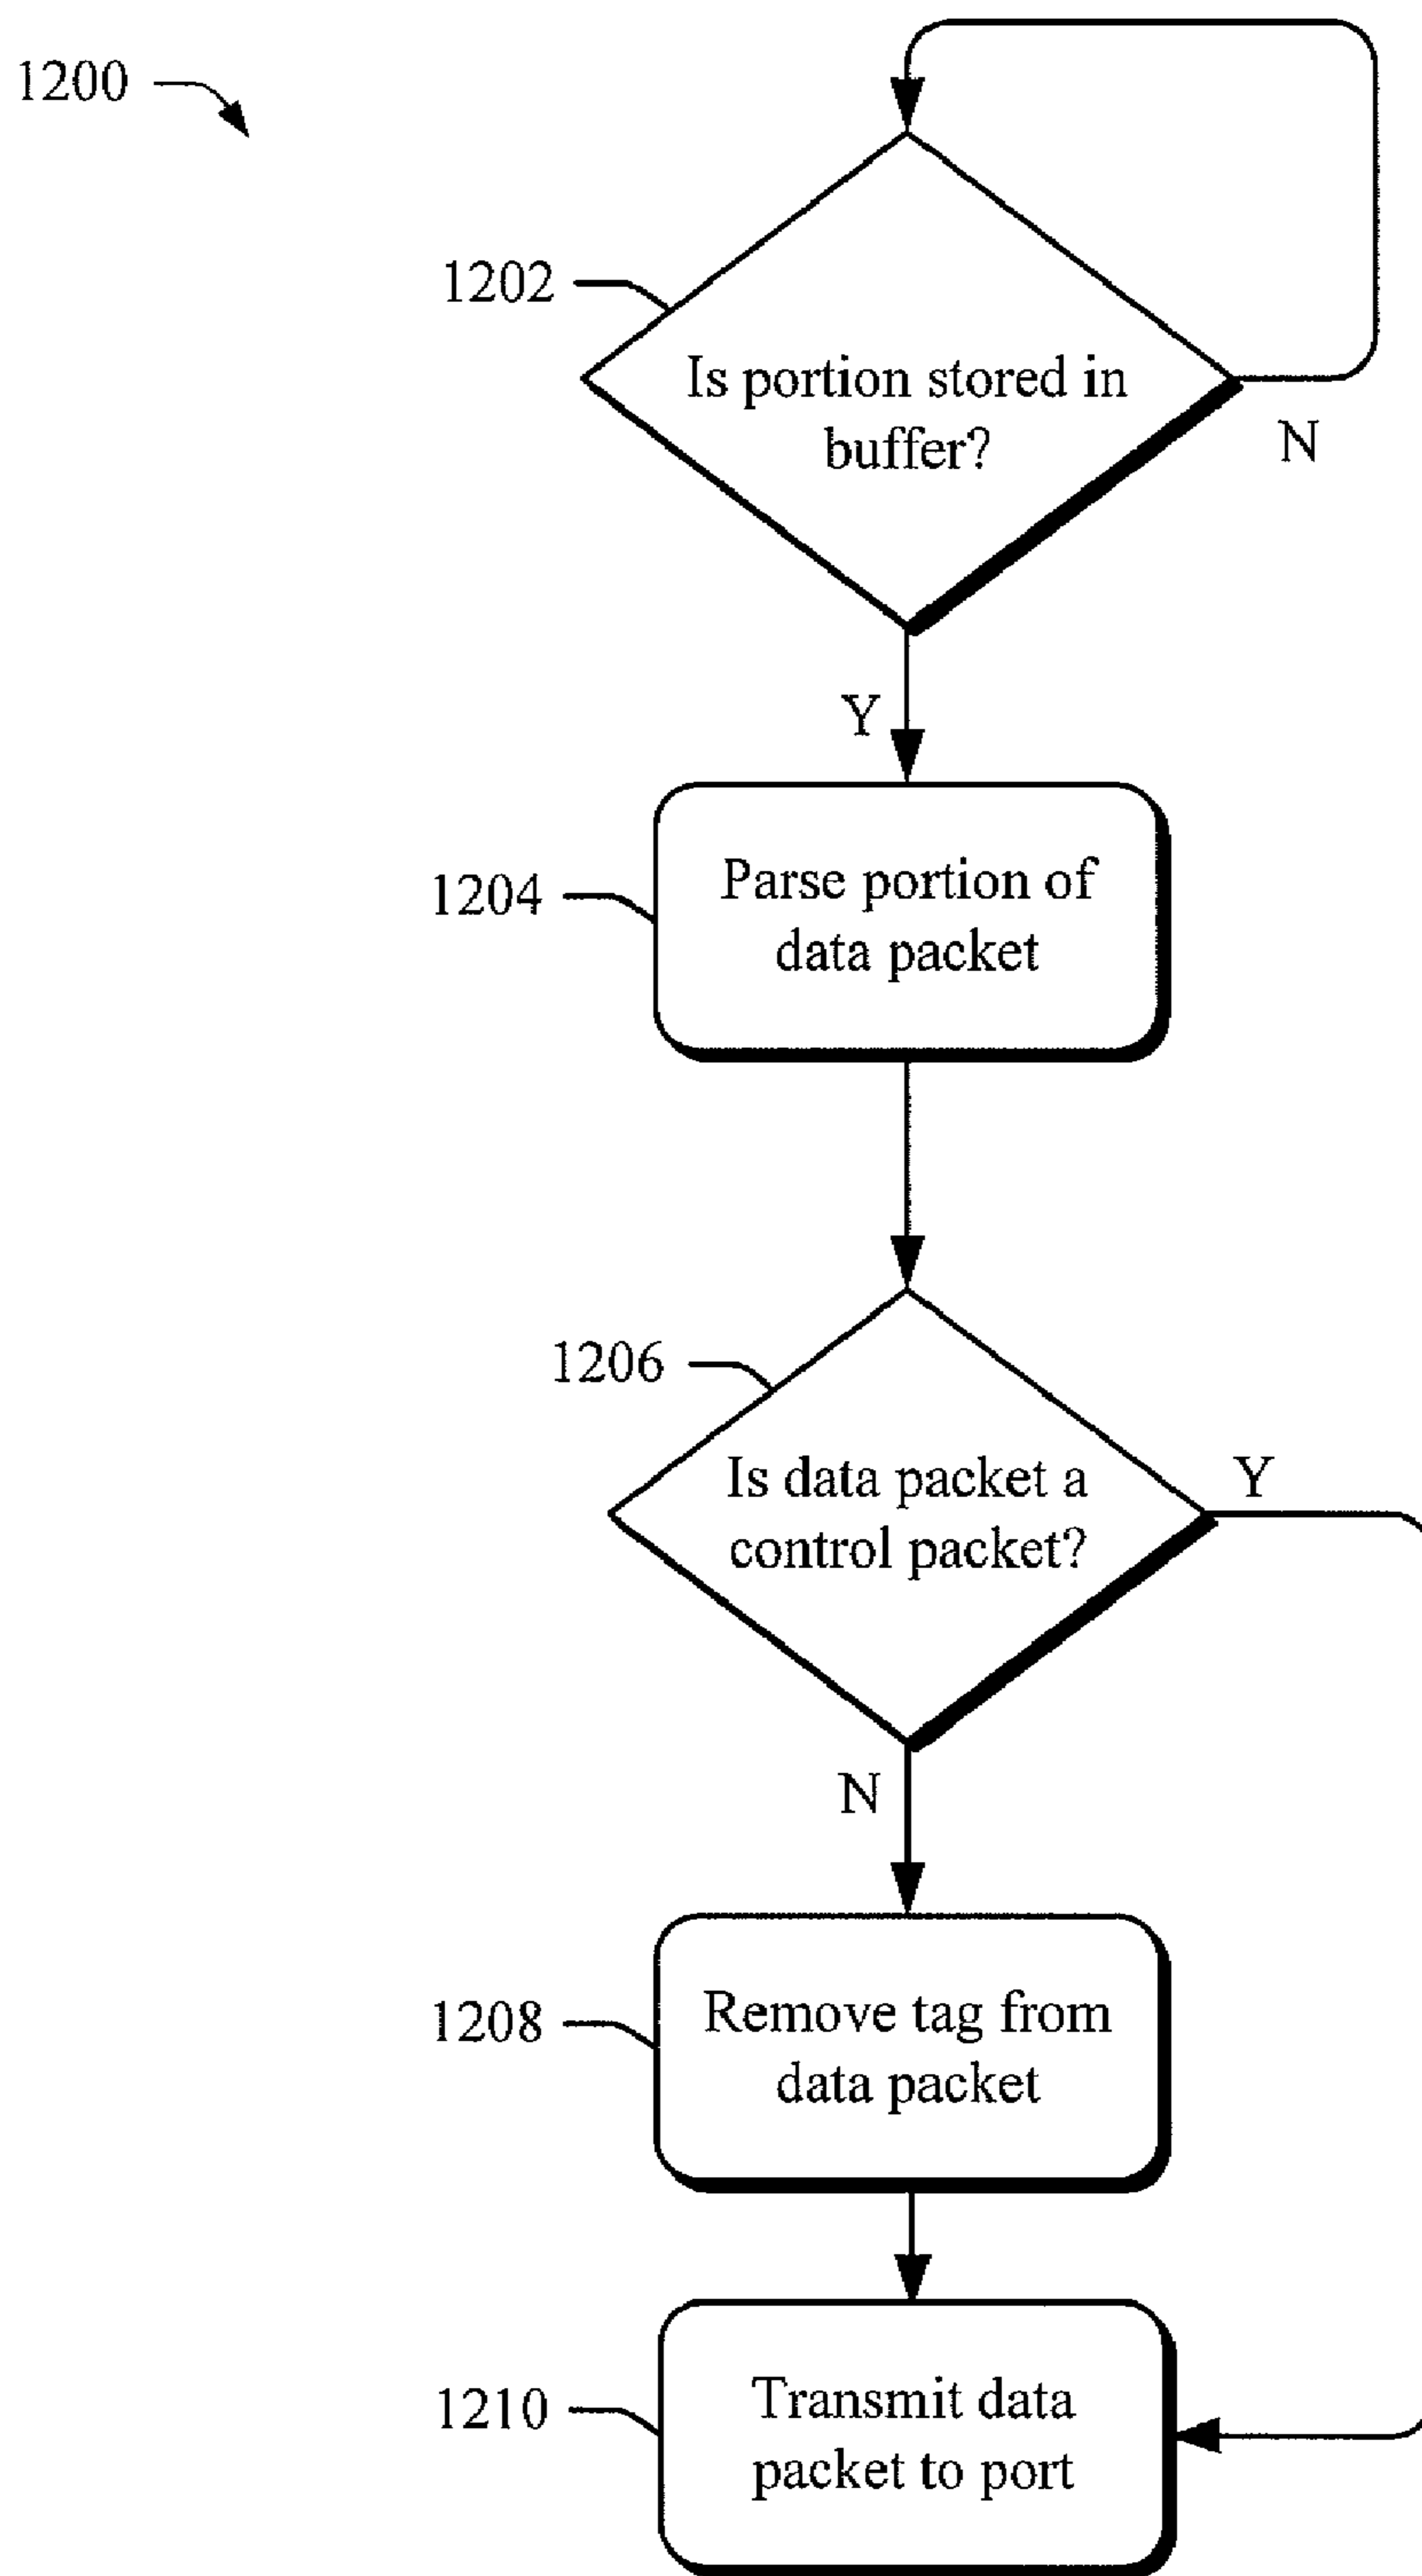 1200
1202
Is portion stored in
buffer?
N
Y
1204
Parse portion of
data packet
1206
Is data packet a
control packet?
Y
N
1208
Remove tag from
data packet
1210
Transmit data
packet to port